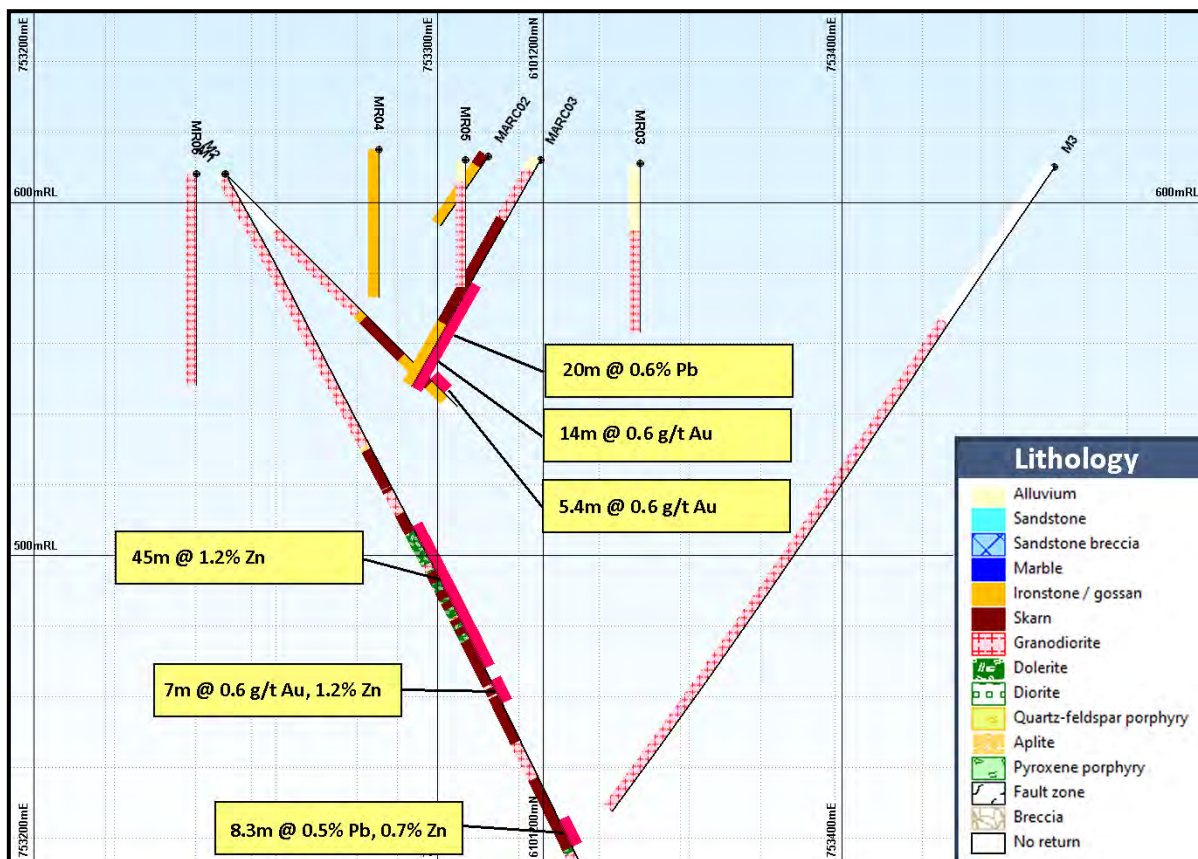 753200mE
753300mE
6101200mN
753400mE
MR06
M2
MR04
MR05
MARC02
MARC03
MR03
M3
600mRL
600mRL
20m @ 0.6% Pb
14m @ 0.6 g/t Au
5.4m @ 0.6 g/t Au
500mRL
45m @ 1.2% Zn
7m @ 0.6 g/t Au, 1.2% Zn
8.3m @ 0.5% Pb, 0.7% Zn
Lithology
Alluvium
Sandstone
Sandstone breccia
Marble
Ironstone / gossan
Skarn
Granodiorite
Dolerite
Diorite
Quartz-feldspar porphyry
Aplite
Pyroxene porphyry
Fault zone
Breccia
No return
753200mE
753300mE
6101200mN
753400mE